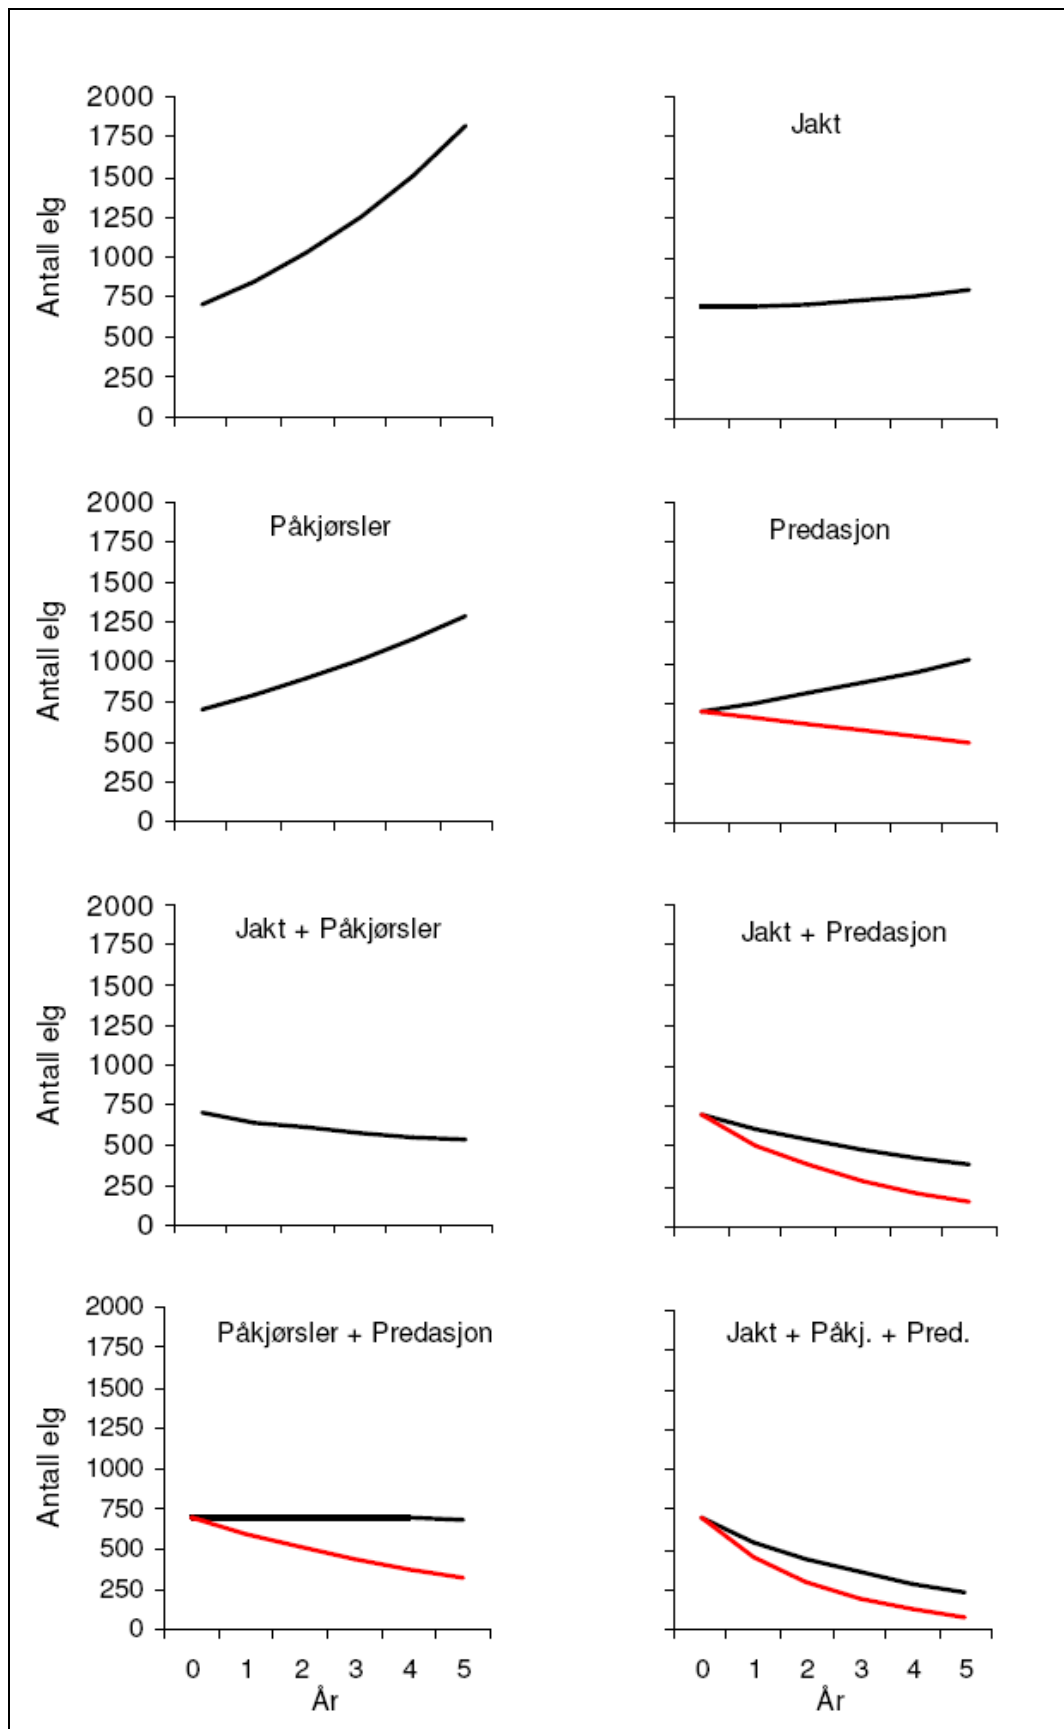 2000
1750
1500
1250
1000
750
500
250
0
Antall elg
Jakt
2000
1750
1500
1250
1000
750
500
250
0
Antall elg
Påkjørsler
Predasjon
2000
1750
1500
1250
1000
750
500
250
0
Antall elg
Jakt + Påkjørsler
Jakt + Predasjon
2000
1750
1500
1250
1000
750
500
250
0
Antall elg
Påkjørsler + Predasjon
0 1 2 3 4 5
År
Jakt + Påkj. + Pred.
0 1 2 3 4 5
År